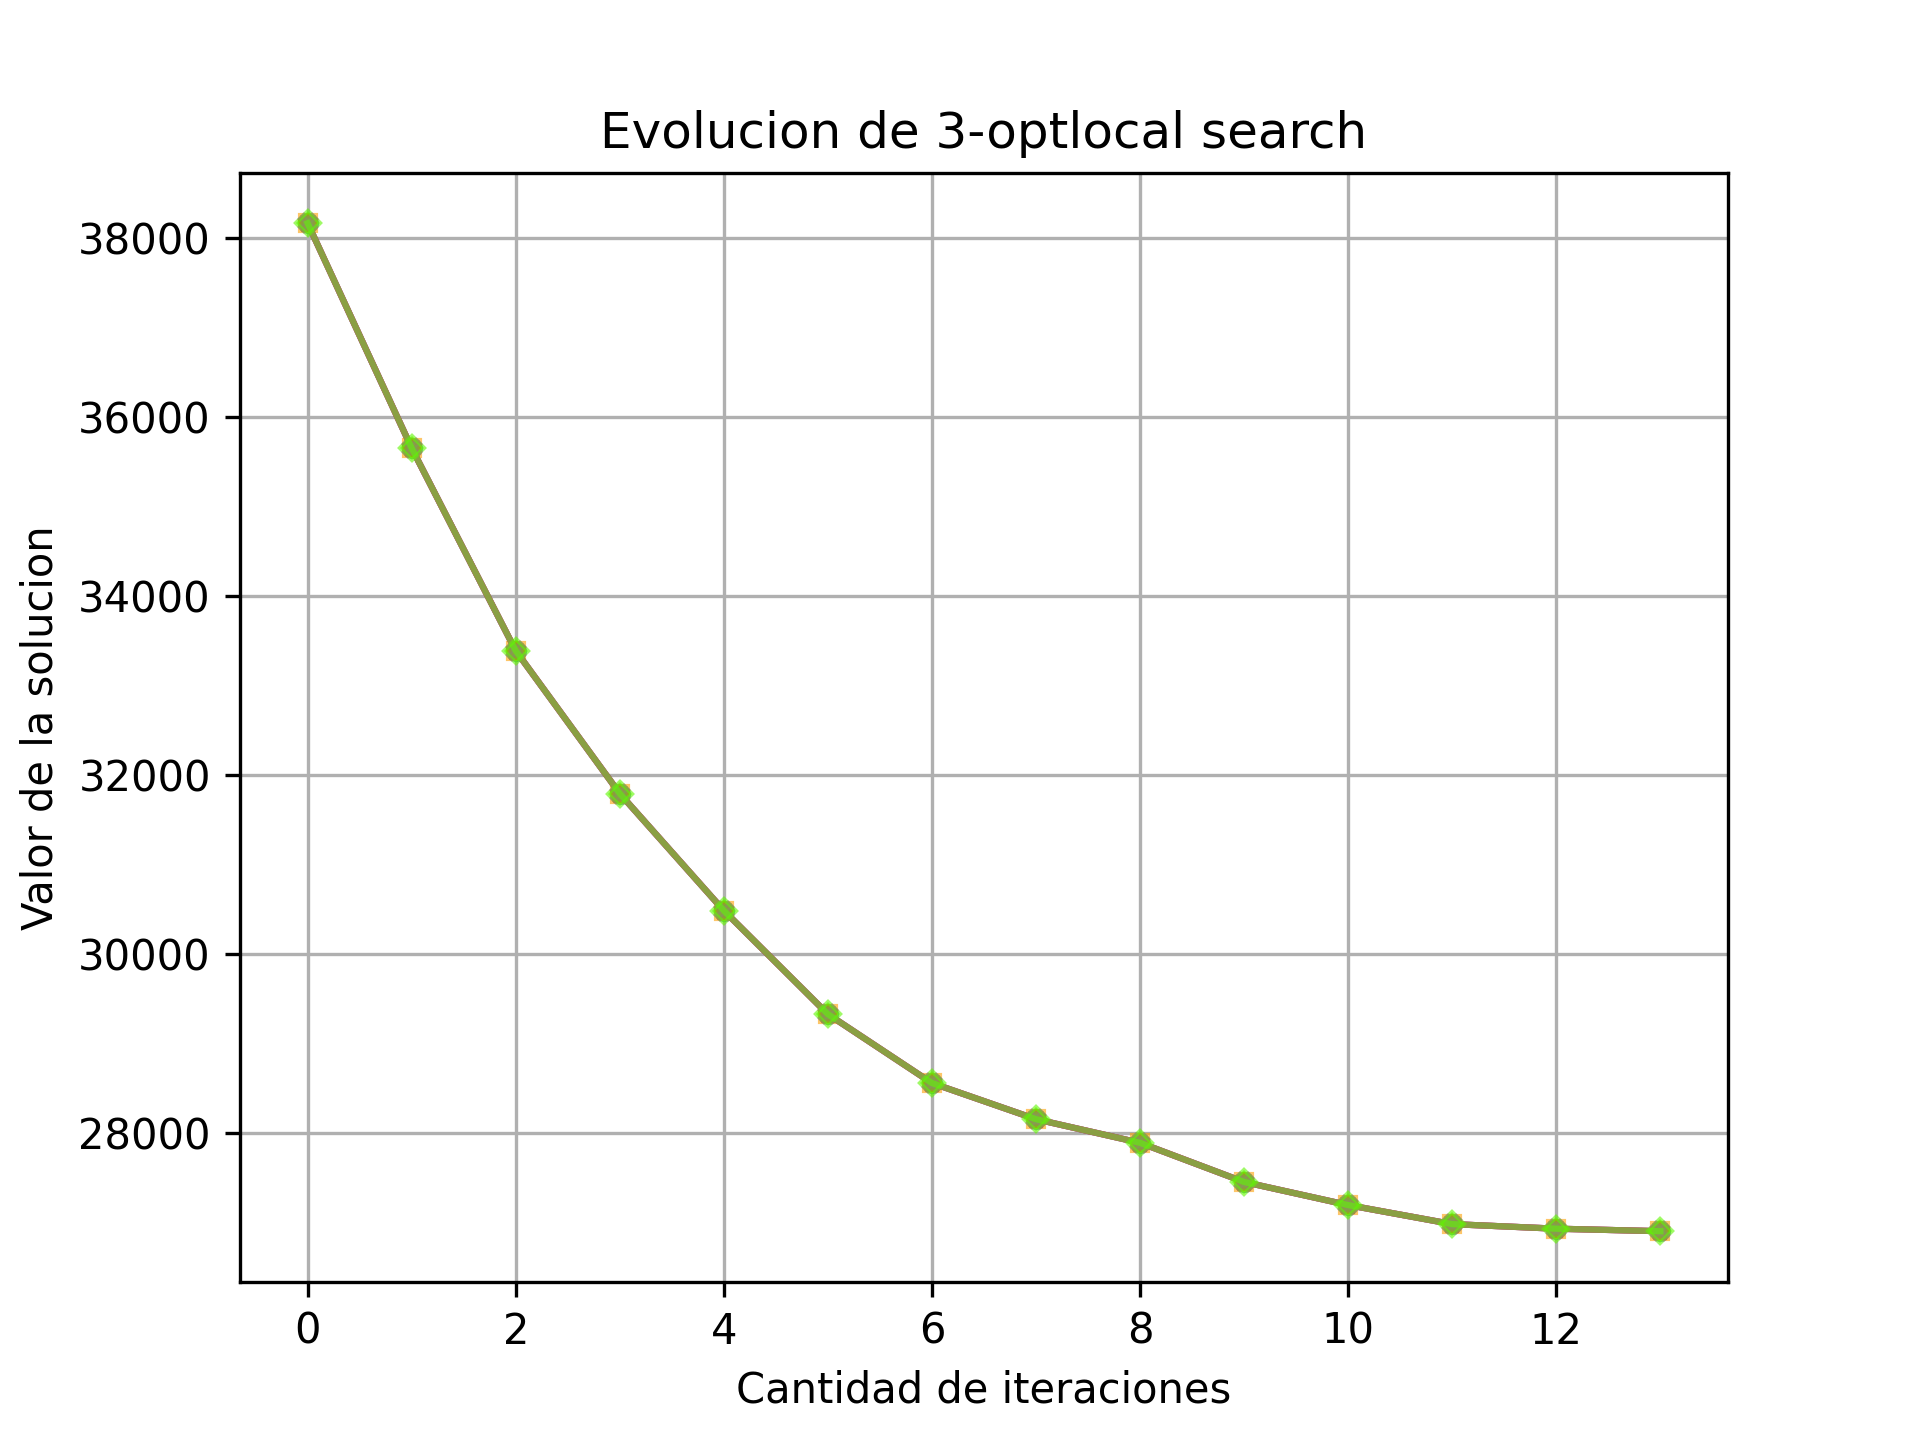 Evolucion de 3-optlocal search
38000
36000
34000
32000
30000
28000
Valor de la solucion
0 2 4 6 8 10 12
Cantidad de iteraciones